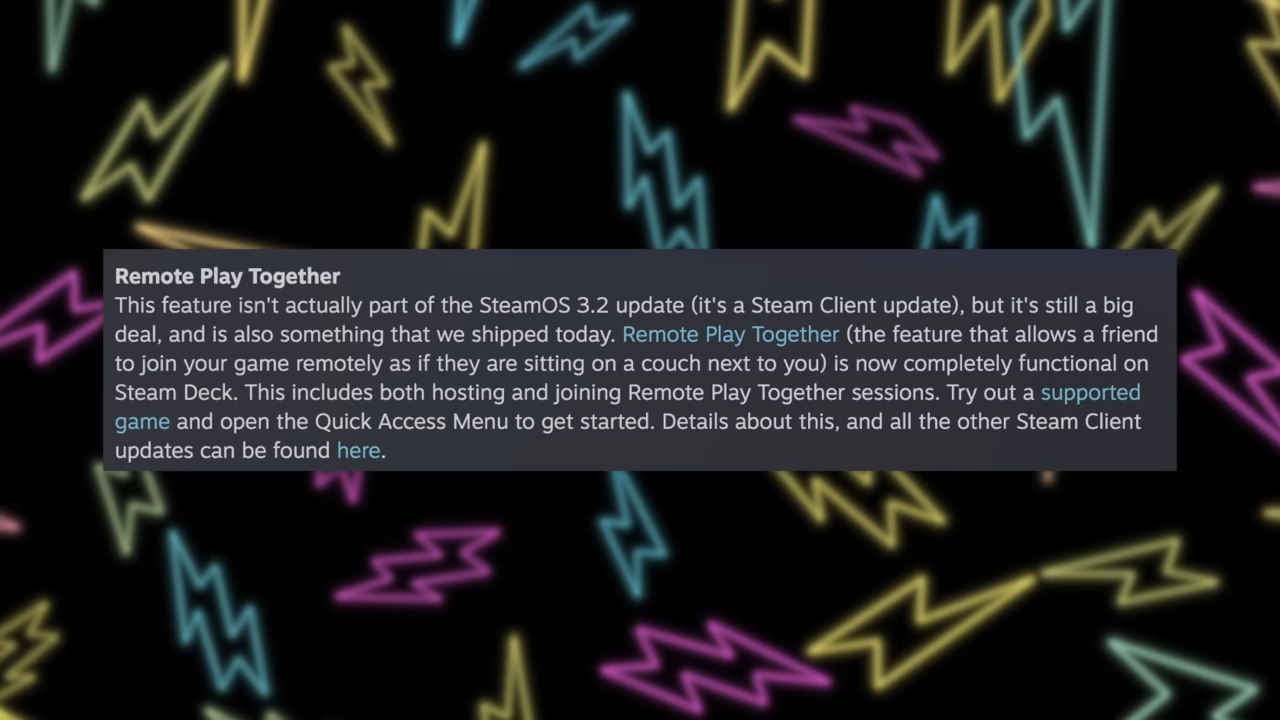 Remote Play Together
This feature isn't actually part of the SteamOS 3.2 update (it's a Steam Client update), but it's still a big
deal, and is also something that we shipped today. Remote Play Together (the feature that allows a friend
to join your game remotely as if they are sitting on a couch next to you) is now completely functional on
Steam Deck. This includes both hosting and joining Remote Play Together sessions. Try out a supported
game and open the Quick Access Menu to get started. Details about this, and all the other Steam Client
updates can be found here.